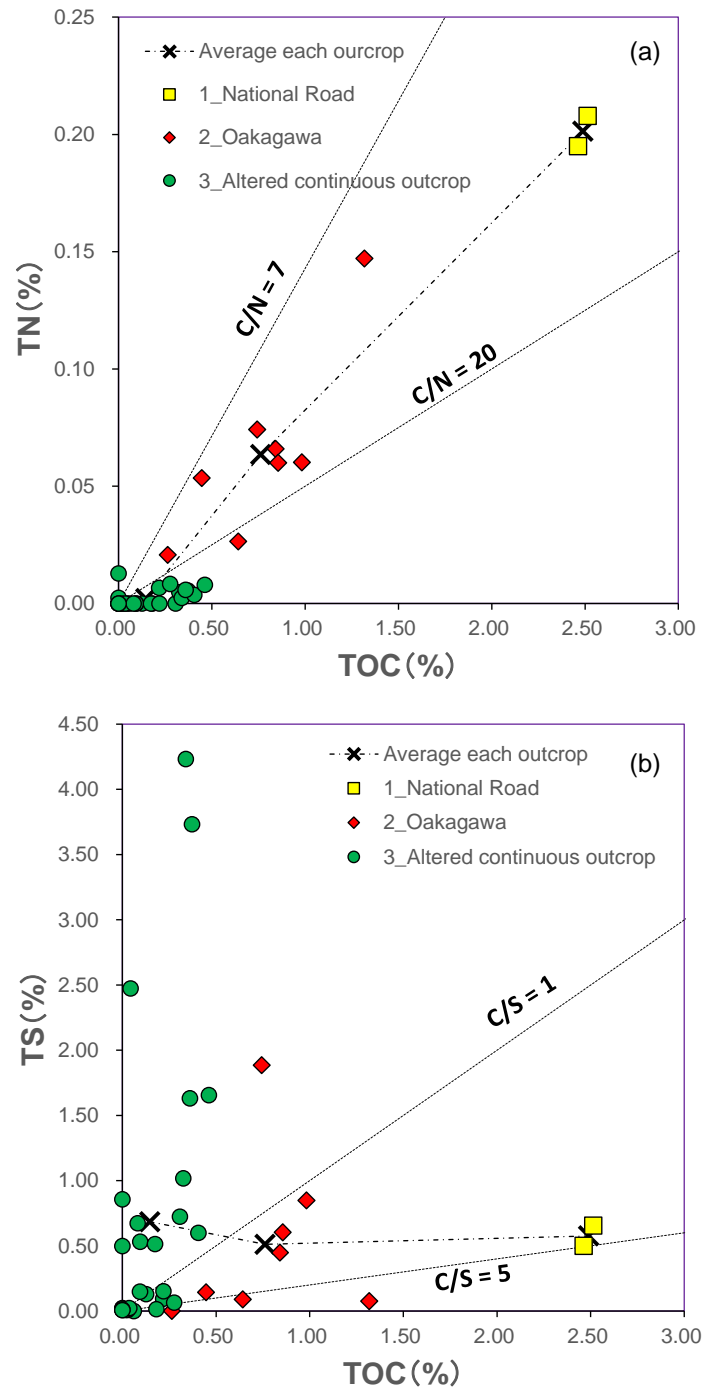 0.25
Average each ourcrop
(a)
1_National Road
0.20
2_Oakagawa
3_Altered continuous outcrop
0.15
C/N = 7
TN(%)
0.10
C/N = 20
0.05
0.00
0.00 0.50 1.00 1.50 2.00 2.50 3.00
TOC(%)
4.50
Average each outcrop
(b)
4.00
1_National Road
2_Oakagawa
3.50
3_Altered continuous outcrop
3.00
2.50
C/S = 1
TS(%)
2.00
1.50
1.00
0.50
C/S = 5
0.00
0.00 0.50 1.00 1.50 2.00 2.50 3.00
TOC(%)